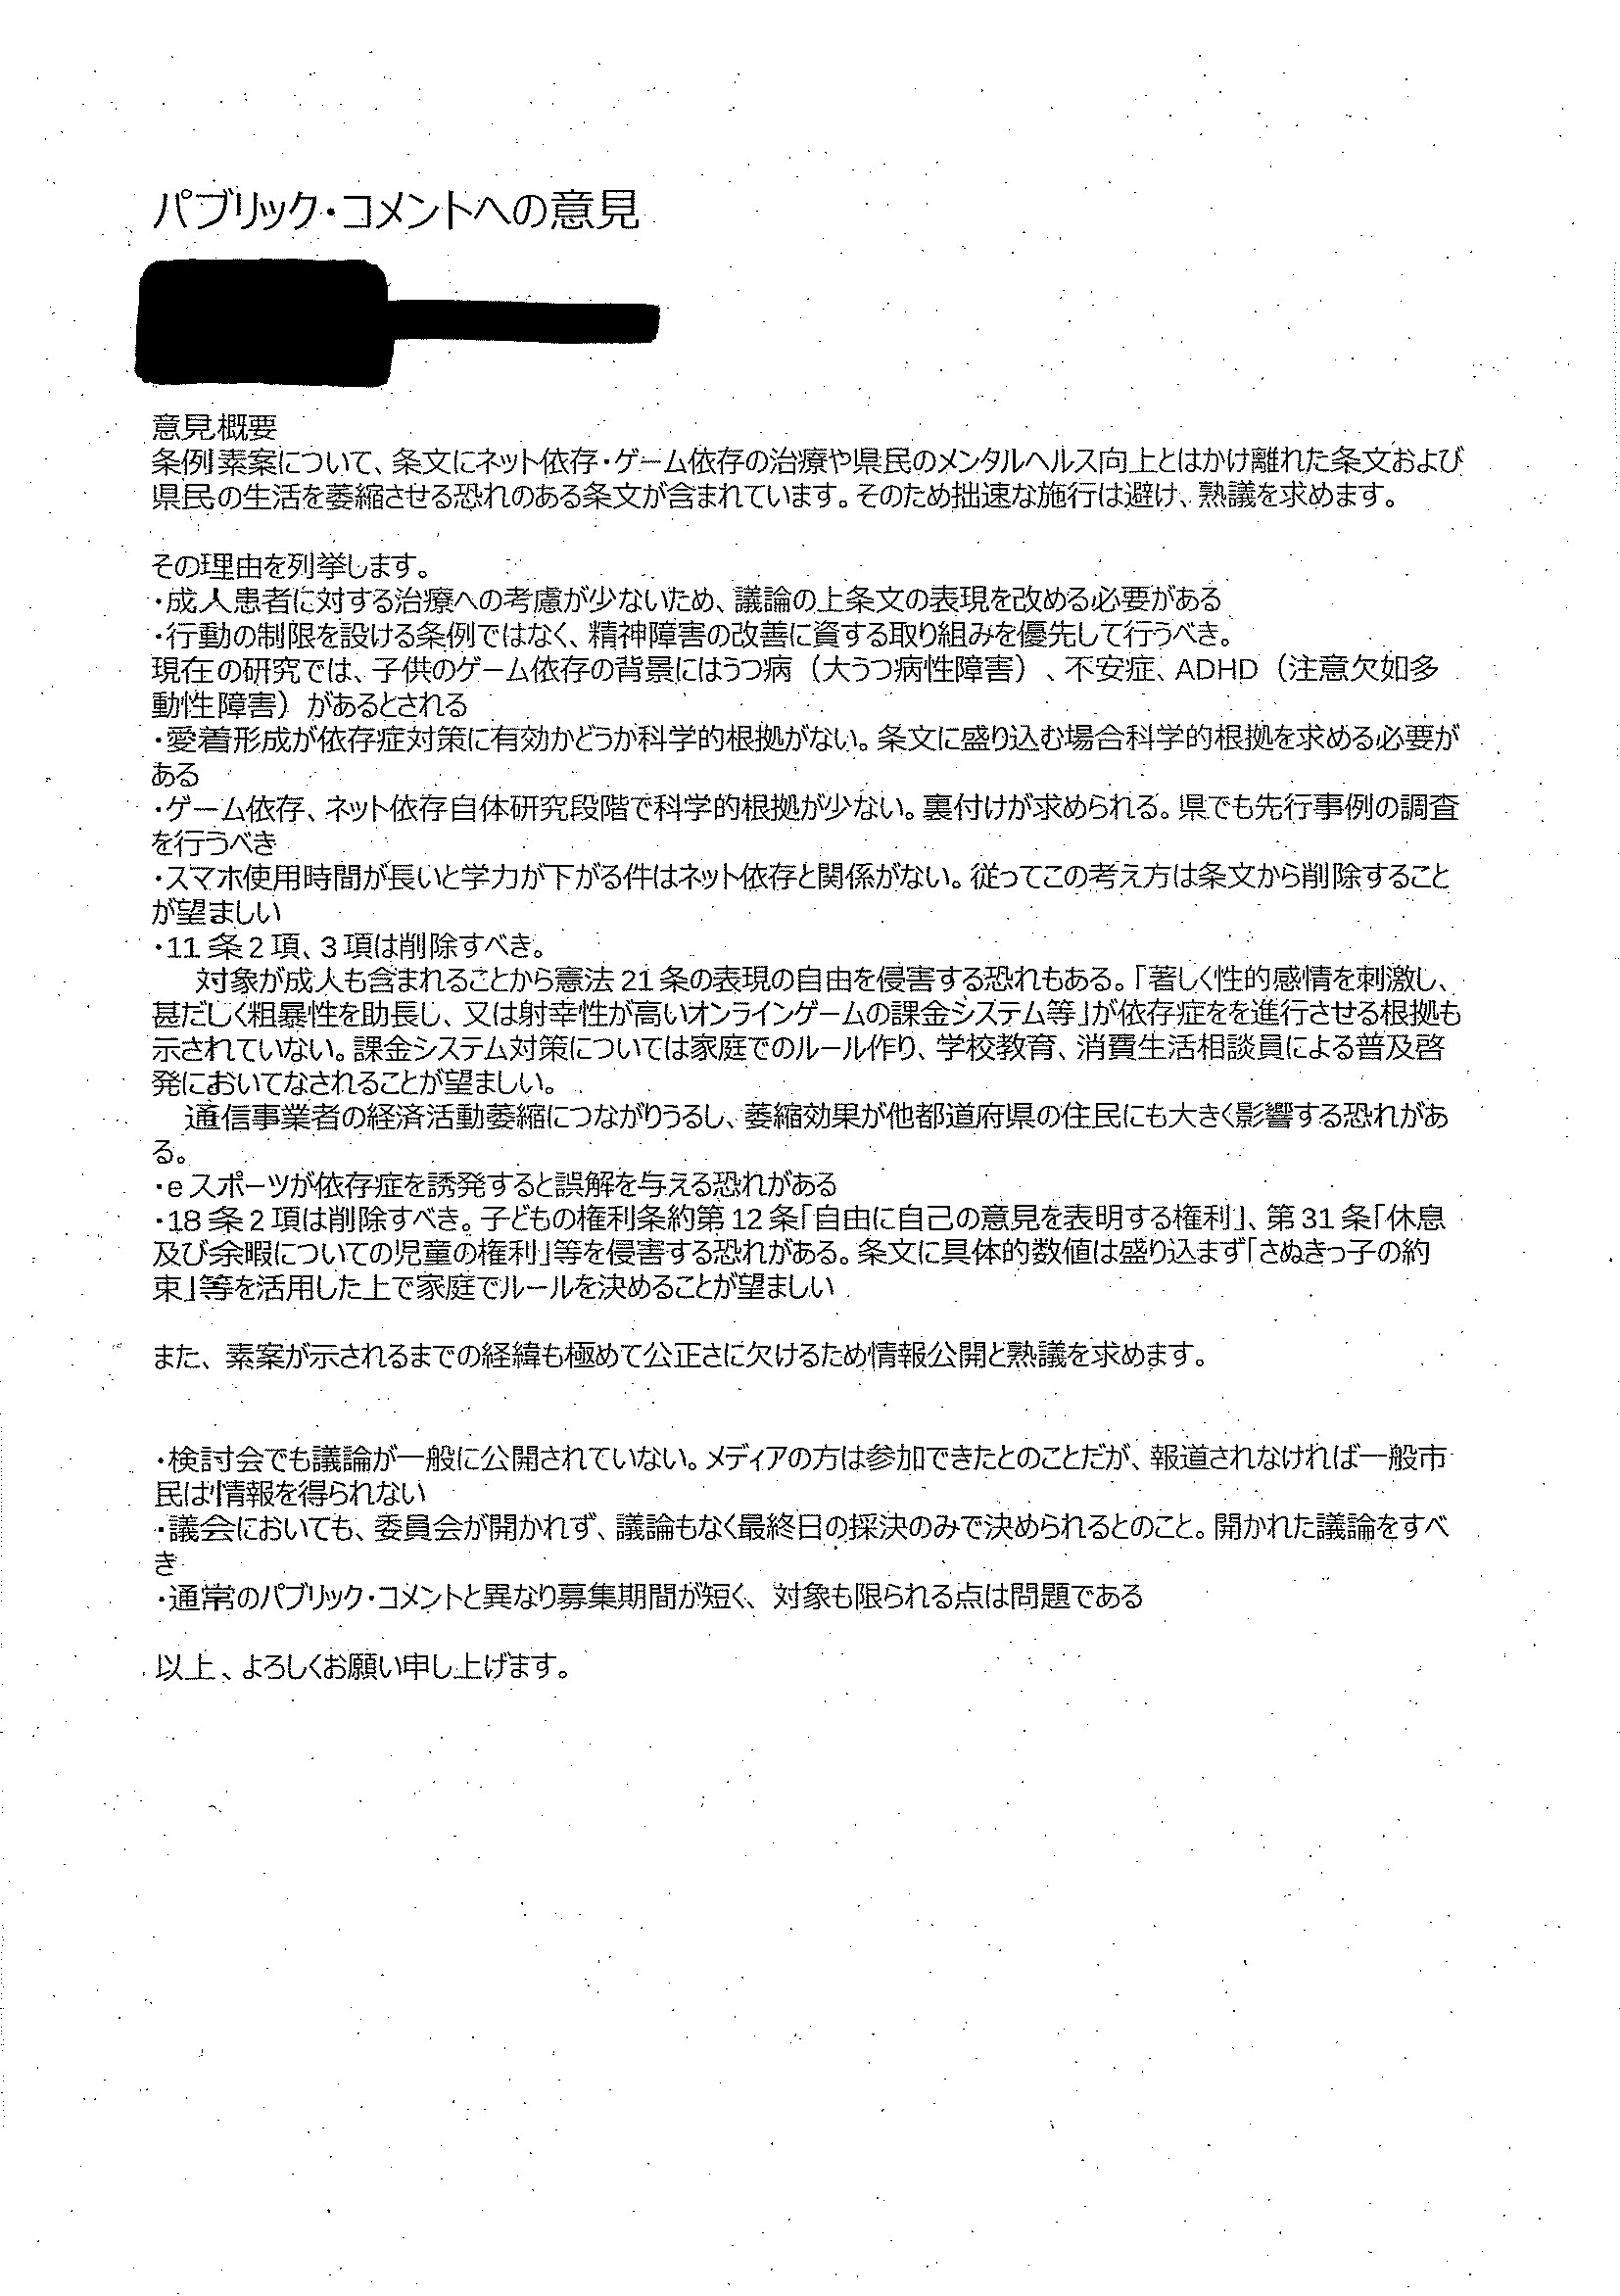 パブリック・コメントへの意見
意見概要
条例素案について、条文にネット依存・ゲーム依存の治療や県民のメンタルヘルス向上とはかけ離れた条文および
県民の生活を萎縮させる恐れのある条文が含まれています。そのため拙速な施行は避け、熟議を求めます。
その理由を列挙します。
・成人患者に対する治療への考慮が少ないため、議論の上条文の表現を改める必要がある
・行動の制限を設ける条例ではなく、精神障害の改善に資する取り組みを優先して行うべき。
現在の研究では、子供のゲーム依存の背景にはうつ病（大うつ病性障害）、不安症、ADHD（注意欠如多
動性障害）があるとされる
・愛着形成が依存症対策に有効かどうか科学的根拠がない。条文に盛り込む場合科学的根拠を求める必要が
ある
・ゲーム依存、ネット依存自体研究段階で科学的根拠が少ない。裏付けが求められる。県でも先行事例の調査
を行うべき
・スマホ使用時間が長いと学力が下がる件はネット依存と関係がない。従ってこの考え方は条文から削除すること
が望ましい
・11 条 2 項、3 項は削除すべき。
対象が成人も含まれることから憲法 21 条の表現の自由を侵害する恐れもある。「著しく性的感情を刺激し、
甚だしく粗暴性を助長し、又は射幸性が高いオンラインゲームの課金システム等」が依存症をを進行させる根拠も
示されていない。課金システム対策については家庭でのルール作り、学校教育、消費生活相談員による普及啓
発においてなされることが望ましい。
通信事業者の経済活動萎縮につながりうるし、萎縮効果が他都道府県の住民にも大きく影響する恐れがあ
る。
・e スポーツが依存症を誘発すると誤解を与える恐れがある
・18 条 2 項は削除すべき。子どもの権利条約第 12 条「自由に自己の意見を表明する権利」、第 31 条「休息
及び余暇についての児童の権利」等を侵害する恐れがある。条文に具体的数値は盛り込まず「さぬきっ子の約
束」等を活用した上で家庭でルールを決めることが望ましい
また、素案が示されるまでの経緯も極めて公正さに欠けるため情報公開と熟議を求めます。
・検討会でも議論が一般に公開されていない。メディアの方は参加できたとのことだが、報道されなければ一般市
民は情報を得られない
・議会においても、委員会が開かれず、議論もなく最終日の採決のみで決められるとのこと。開かれた議論をすべ
き
・通常のパブリック・コメントと異なり募集期間が短く、対象も限られる点は問題である
以上、よろしくお願い申し上げます。